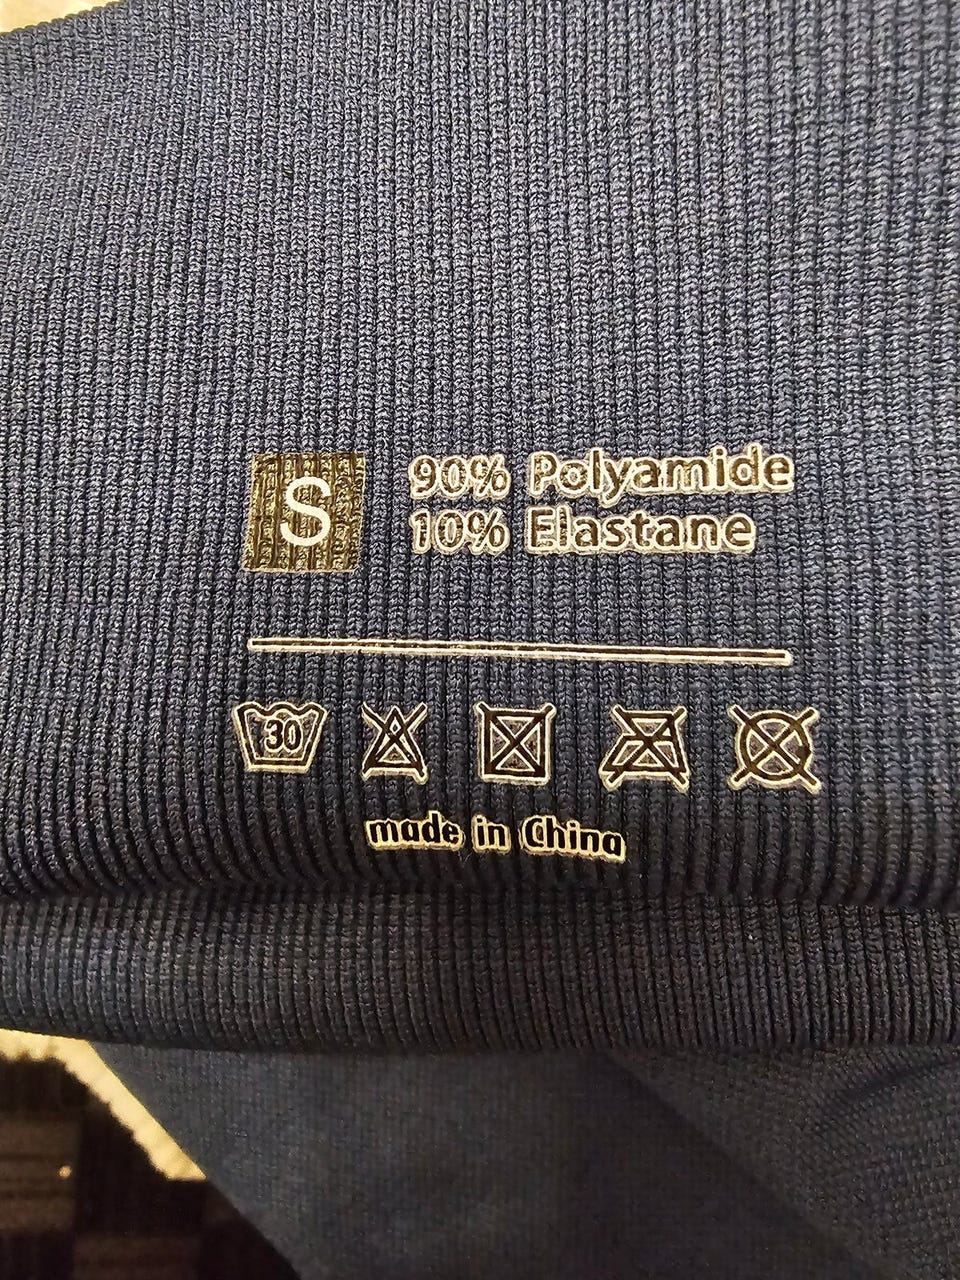 S
90% Polyamide
10% Elastane
30
made in China